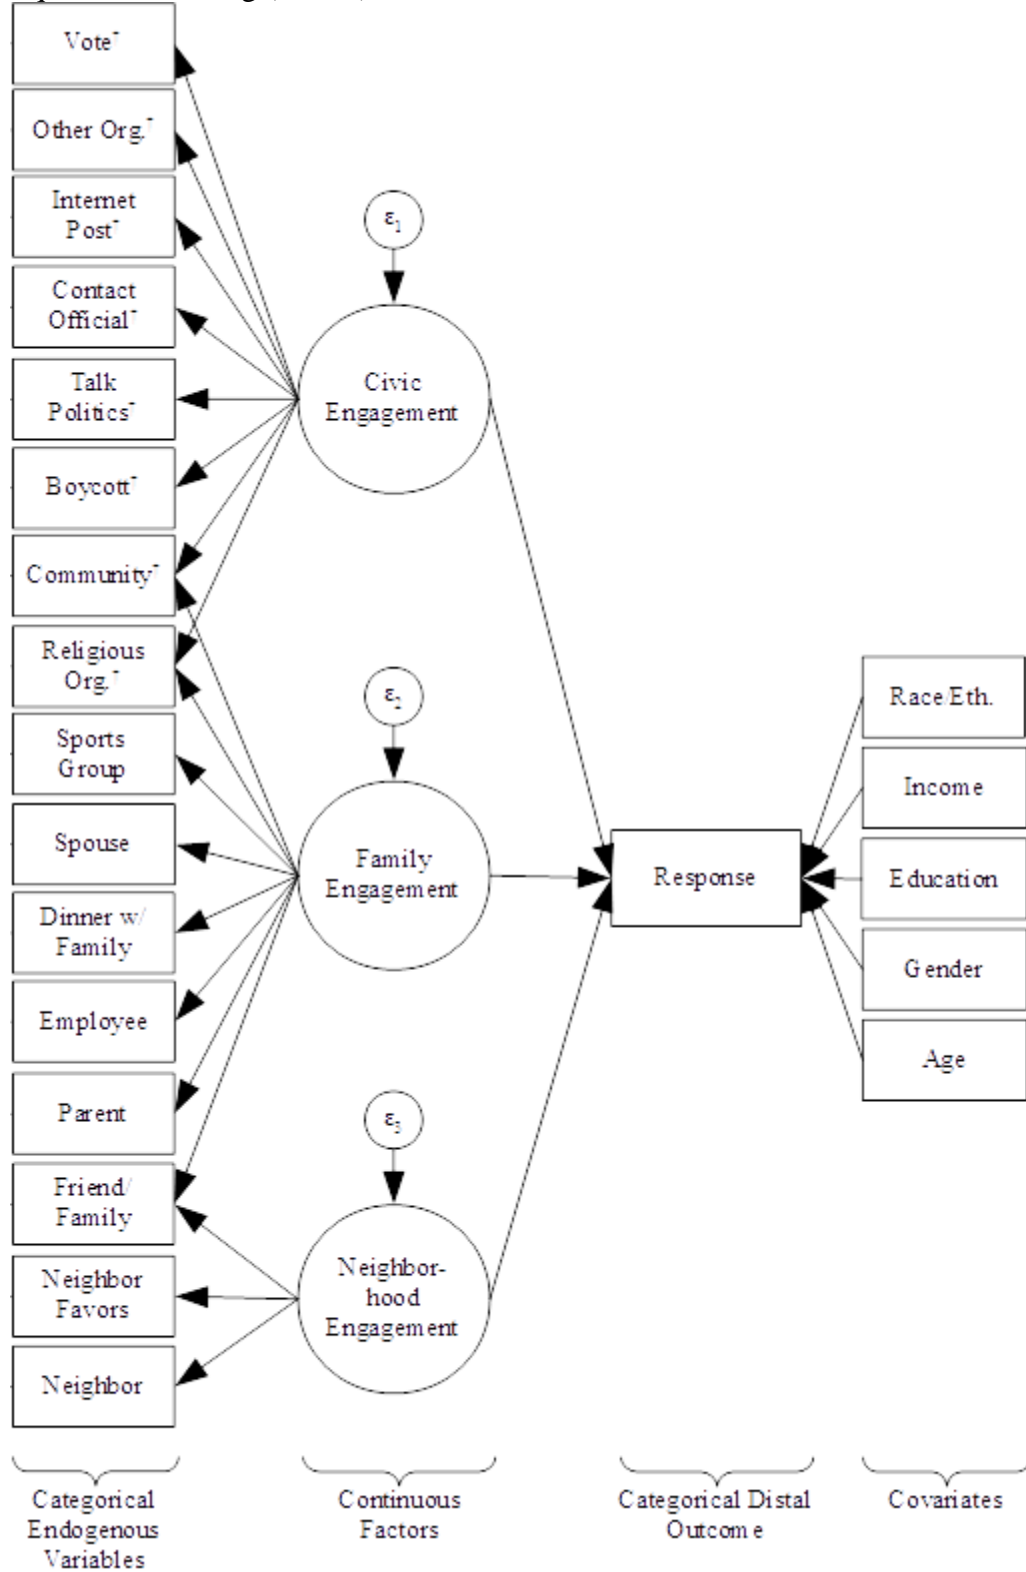 Vote†
Other Org.†
Internet
Post†
Contact
Official†
Talk
Politics†
Boycott†
Community†
Religious
Org.†
Sports
Group
Spouse
Dinner w/
Family
Employee
Parent
Friend/
Family
Neighbor
Favors
Neighbor
ε1
Civic
Engagement
ε2
Family
Engagement
ε3
Neighbor-
hood
Engagement
Response
Race/Eth.
Income
Education
Gender
Age
Categorical
Endogenous
Variables
Continuous
Factors
Categorical Distal
Outcome
Covariates